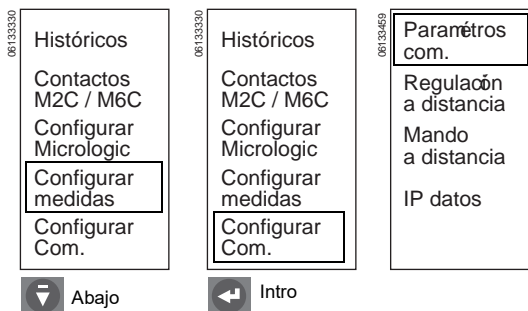 06133330
Históricos
Contactos
M2C / M6C
Configurar
Micrologic
Configurar
medidas
Configurar
Com.
Abajo
06133330
Históricos
Contactos
M2C / M6C
Configurar
Micrologic
Configurar
medidas
Configurar
Com.
Intro
06133459
Paramétros
com.
Regulación
a distancia
Mando
a distancia
IP datos